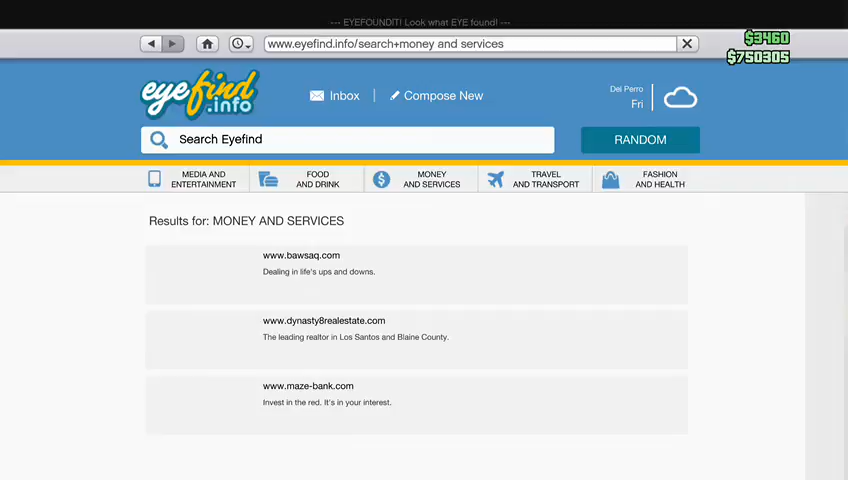 --- EYEFOUNDIT! Look what EYE found! ---
$3460
www.eyefind.info/search+money and services
$750305
eyefind
.info
Inbox
Compose New
Del Perro
Fri
Search Eyefind
RANDOM
MEDIA AND
ENTERTAINMENT
FOOD
AND DRINK
MONEY
AND SERVICES
TRAVEL
AND TRANSPORT
FASHION
AND HEALTH
Results for: MONEY AND SERVICES
www.bawsaq.com
Dealing in life's ups and downs.
www.dynasty8realestate.com
The leading realtor in Los Santos and Blaine County.
www.maze-bank.com
Invest in the red. It's in your interest.